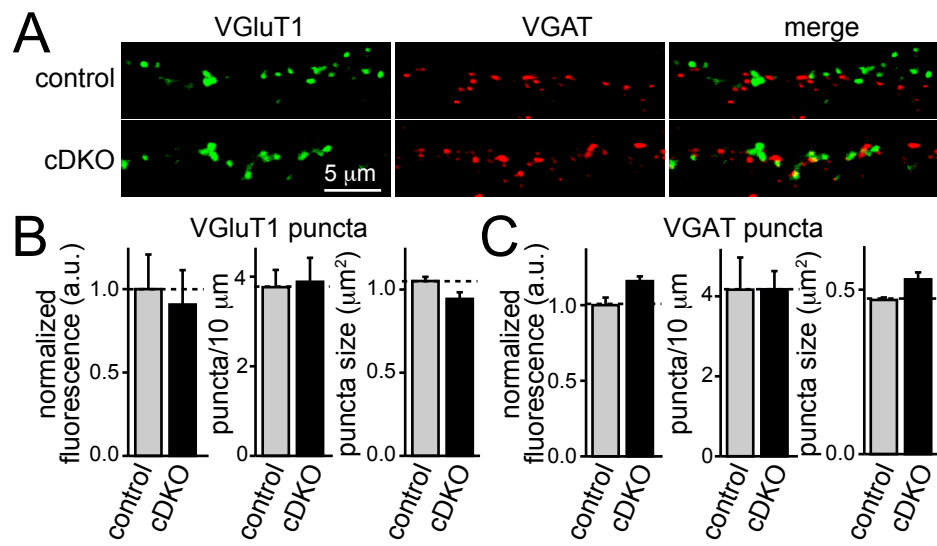 A
VGluT1 VGAT merge
control
cDKO
5 μm
B VGluT1 puncta
normalized fluorescence (a.u.)
1.0
0.5
0.0
control cDKO
puncta/10 μm
4
2
0
control cDKO
puncta size (μm²)
1.0
0.5
0.0
control cDKO
C VGAT puncta
normalized fluorescence (a.u.)
1.0
0.5
0.0
control cDKO
puncta/10 μm
4
2
0
control cDKO
puncta size (μm²)
0.5
0.0
control cDKO